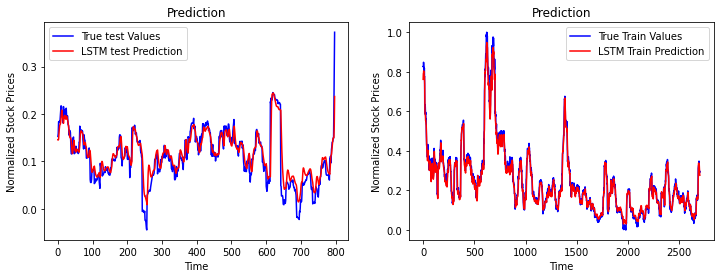 Prediction
True test Values
LSTM test Prediction
Normalized Stock Prices
0.3
0.2
0.1
0.0
0 100 200 300 400 500 600 700 800
Time
Prediction
True Train Values
LSTM Train Prediction
Normalized Stock Prices
1.0
0.8
0.6
0.4
0.2
0.0
0 500 1000 1500 2000 2500
Time